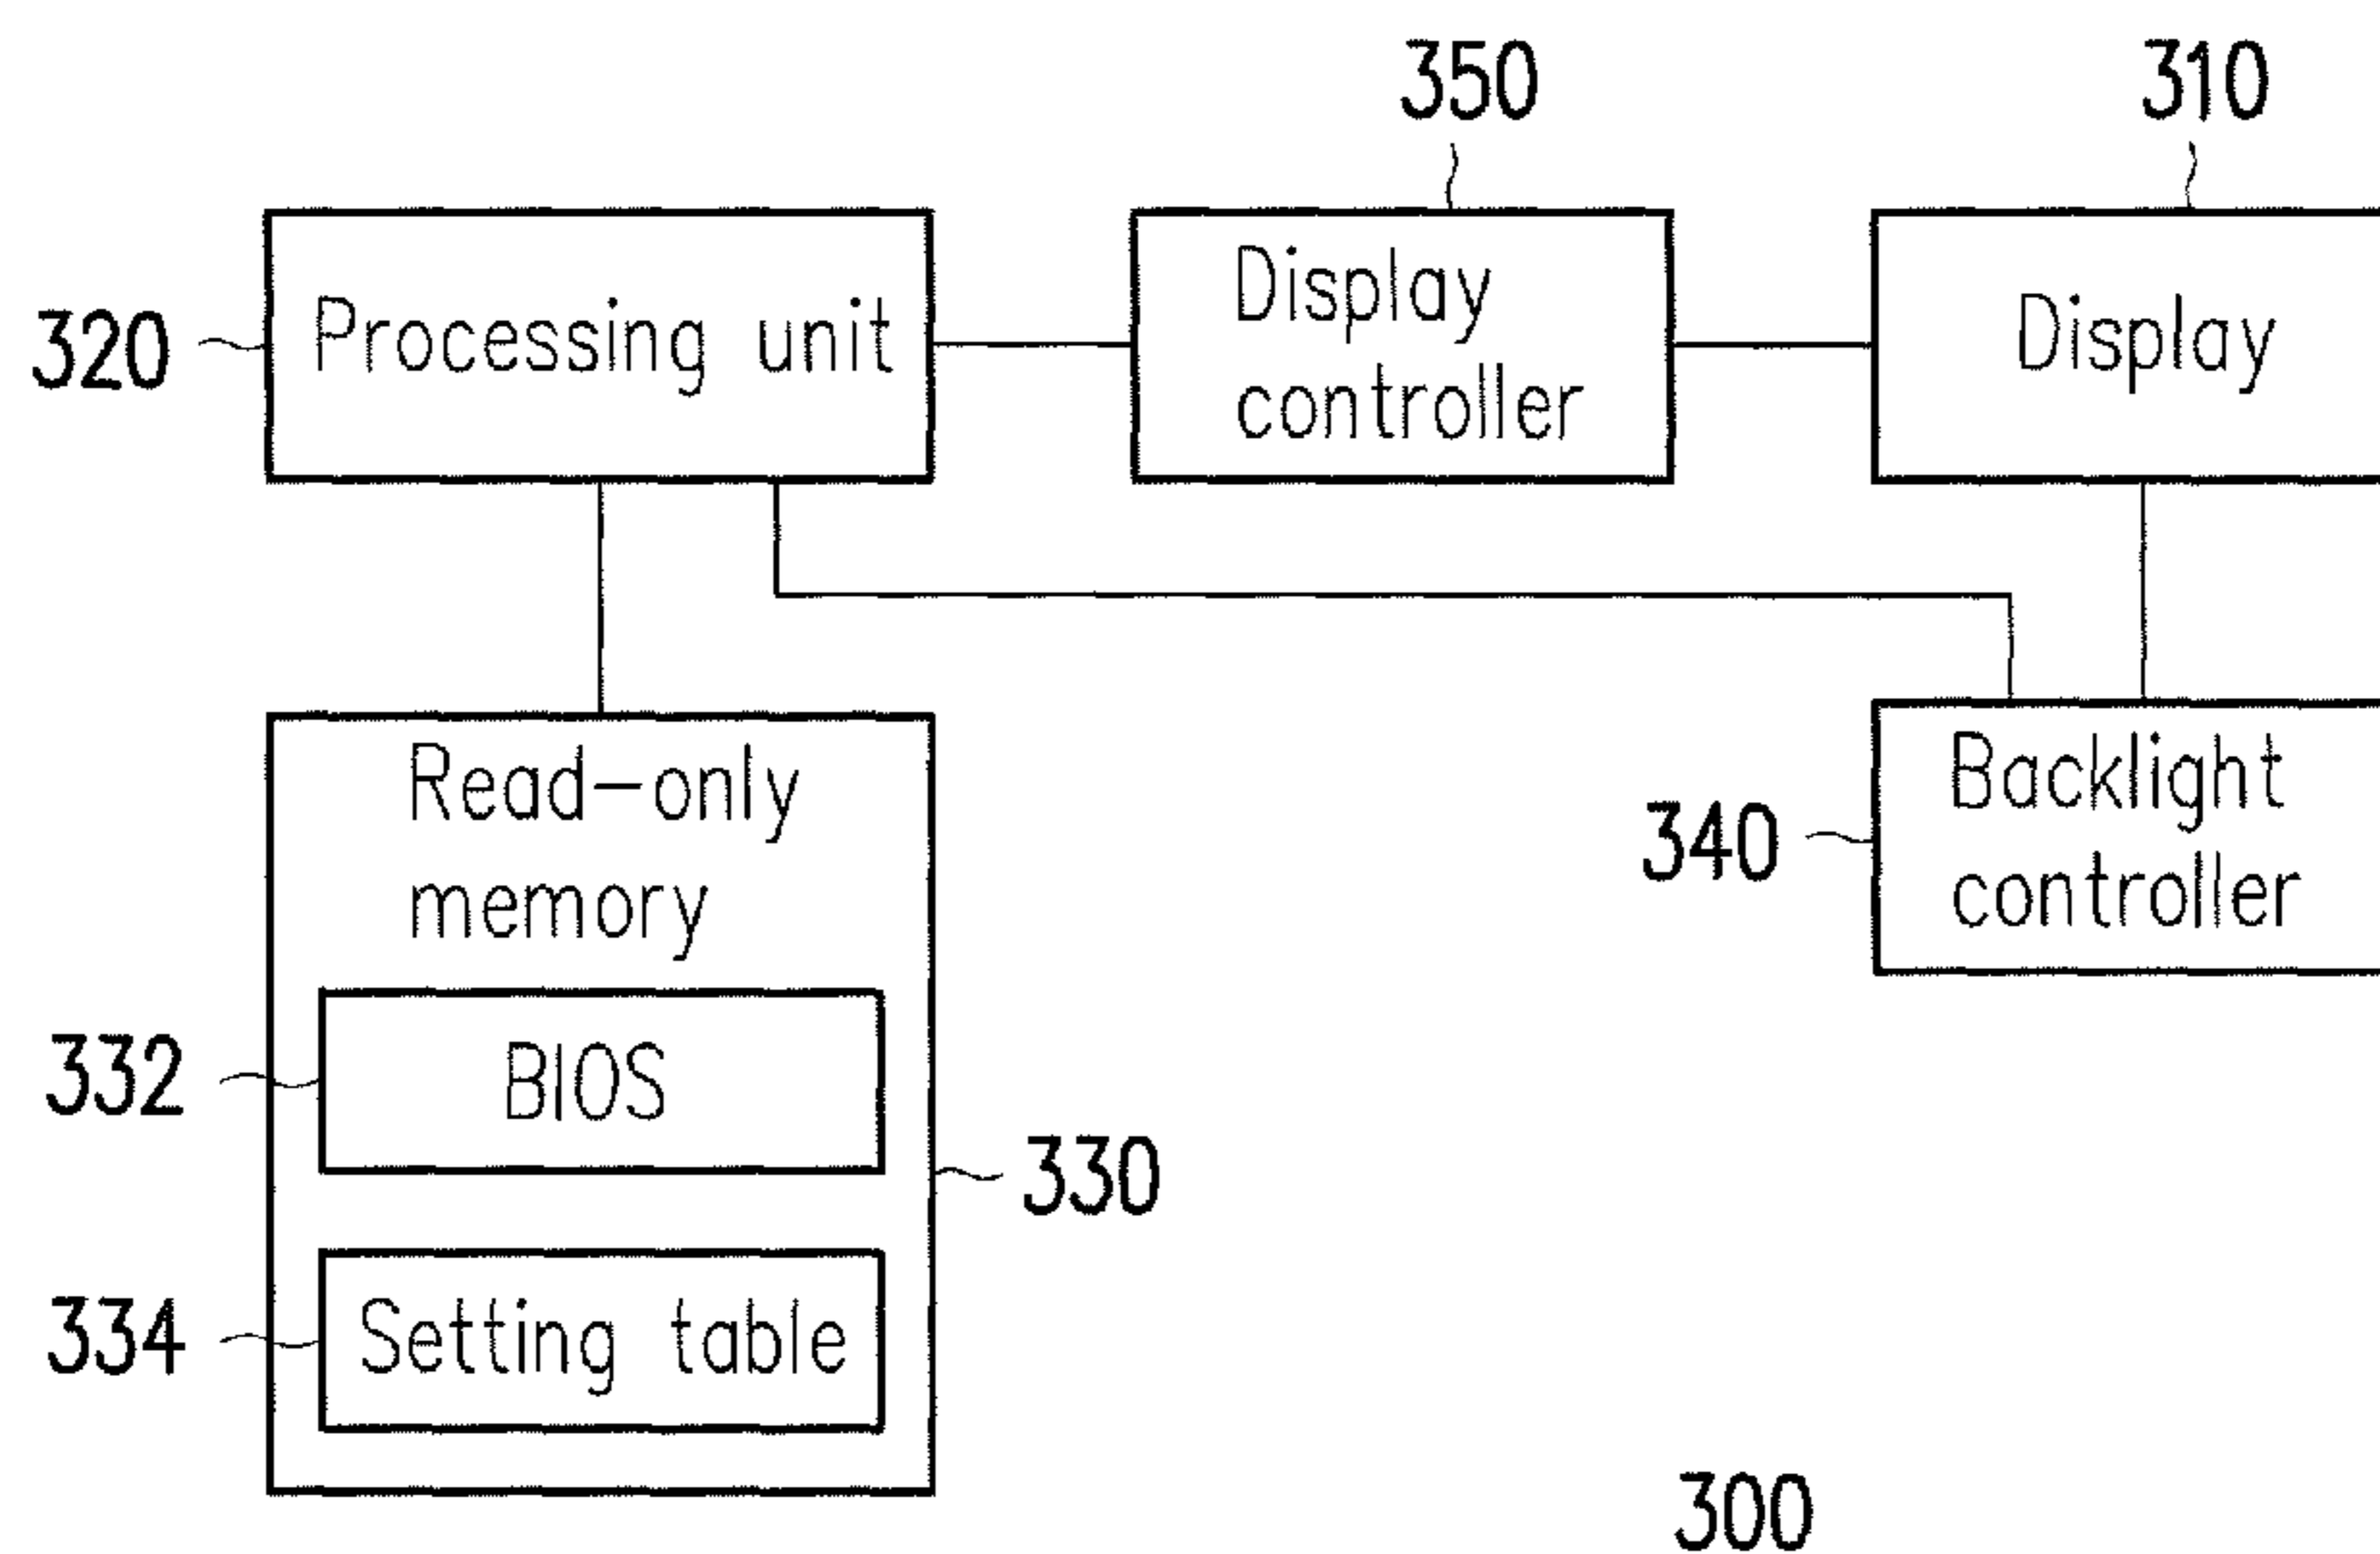 350
310
320
Processing unit
Display
controller
Display
Read-only
memory
340
Backlight
controller
332
BIOS
330
334
Setting table
300